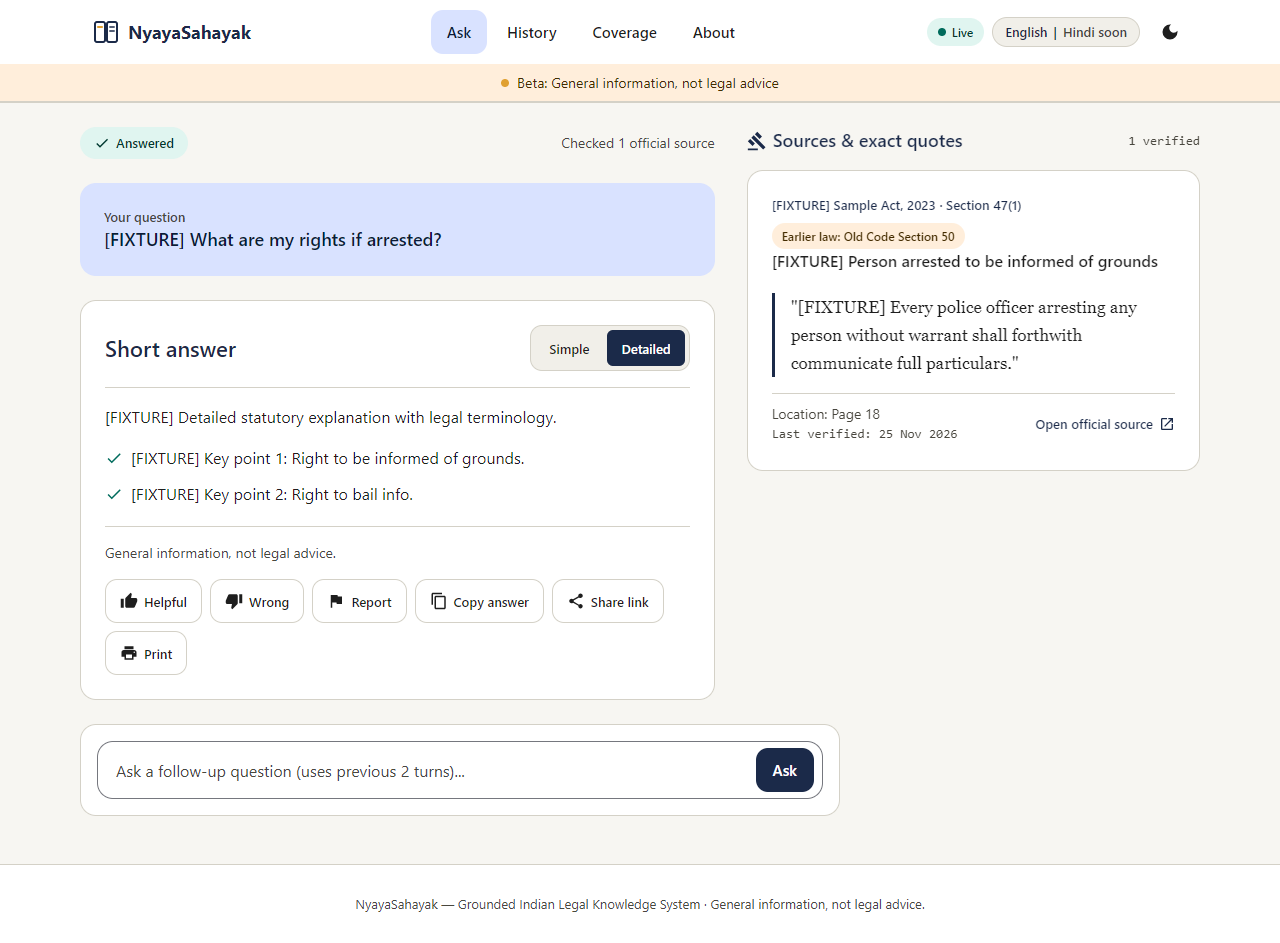 NyayaSahayak
Ask
History
Coverage
About
Live
English | Hindi soon
Beta: General information, not legal advice
Answered
Checked 1 official source
Your question
[FIXTURE] What are my rights if arrested?
Short answer
Simple
Detailed
[FIXTURE] Detailed statutory explanation with legal terminology.
[FIXTURE] Key point 1: Right to be informed of grounds.
[FIXTURE] Key point 2: Right to bail info.
General information, not legal advice.
Helpful
Wrong
Report
Copy answer
Share link
Print
Sources & exact quotes
1 verified
[FIXTURE] Sample Act, 2023 · Section 47(1)
Earlier law: Old Code Section 50
[FIXTURE] Person arrested to be informed of grounds
"[FIXTURE] Every police officer arresting any
person without warrant shall forthwith
communicate full particulars."
Location: Page 18
Last verified: 25 Nov 2026
Open official source
Ask a follow-up question (uses previous 2 turns)...
Ask
NyayaSahayak — Grounded Indian Legal Knowledge System · General information, not legal advice.